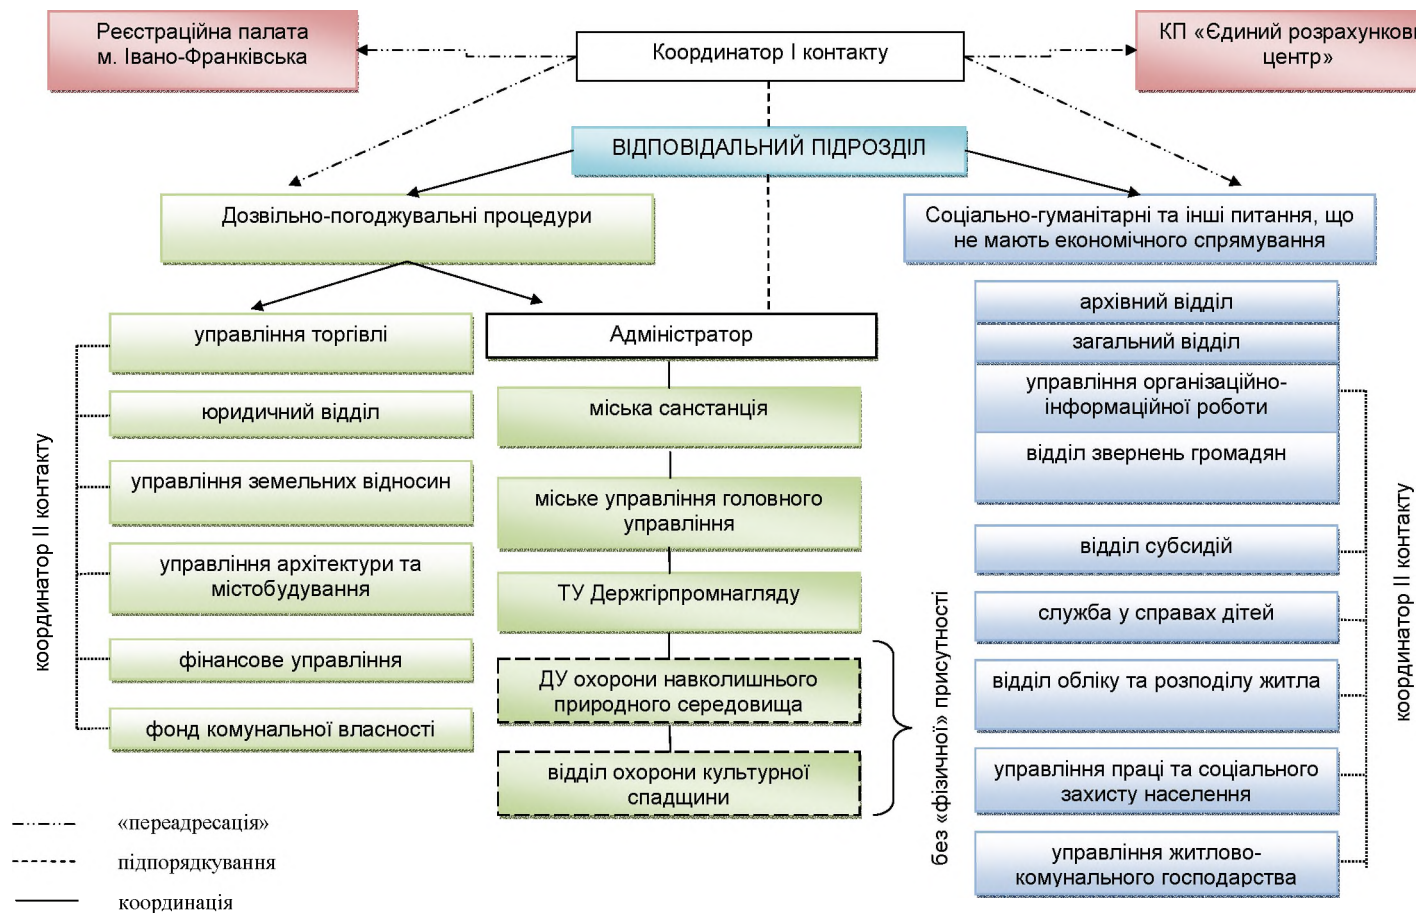 Реєстраційна палата
м. Івано-Франківська
Координатор I контакту
КП «Єдиний розрахункови
центр»
ВІДПОВІДАЛЬНИЙ ПІДРОЗДІЛ
Дозвільно-погоджувальні процедури
Соціально-гуманітарні та інші питання, що
не мають економічного спрямування
управління торгівлі
юридичний відділ
управління земельних відносин
управління архітектури та
містобудування
фінансове управління
фонд комунальної власності
координатор II контакту
Адміністратор
міська санстанція
міське управління головного
управління
ТУ Держгірпромнагляду
ДУ охорони навколишнього
природного середовища
відділ охорони культурної
спадщини
без «фізичної» присутності
архівний відділ
загальний відділ
управління організаційно-
інформаційної роботи
відділ звернень громадян
відділ субсидій
служба у справах дітей
відділ обліку та розподілу житла
управління праці та соціального
захисту населення
управління житлово-
комунального господарства
координатор II контакту
«переадресація»
підпорядкування
координація